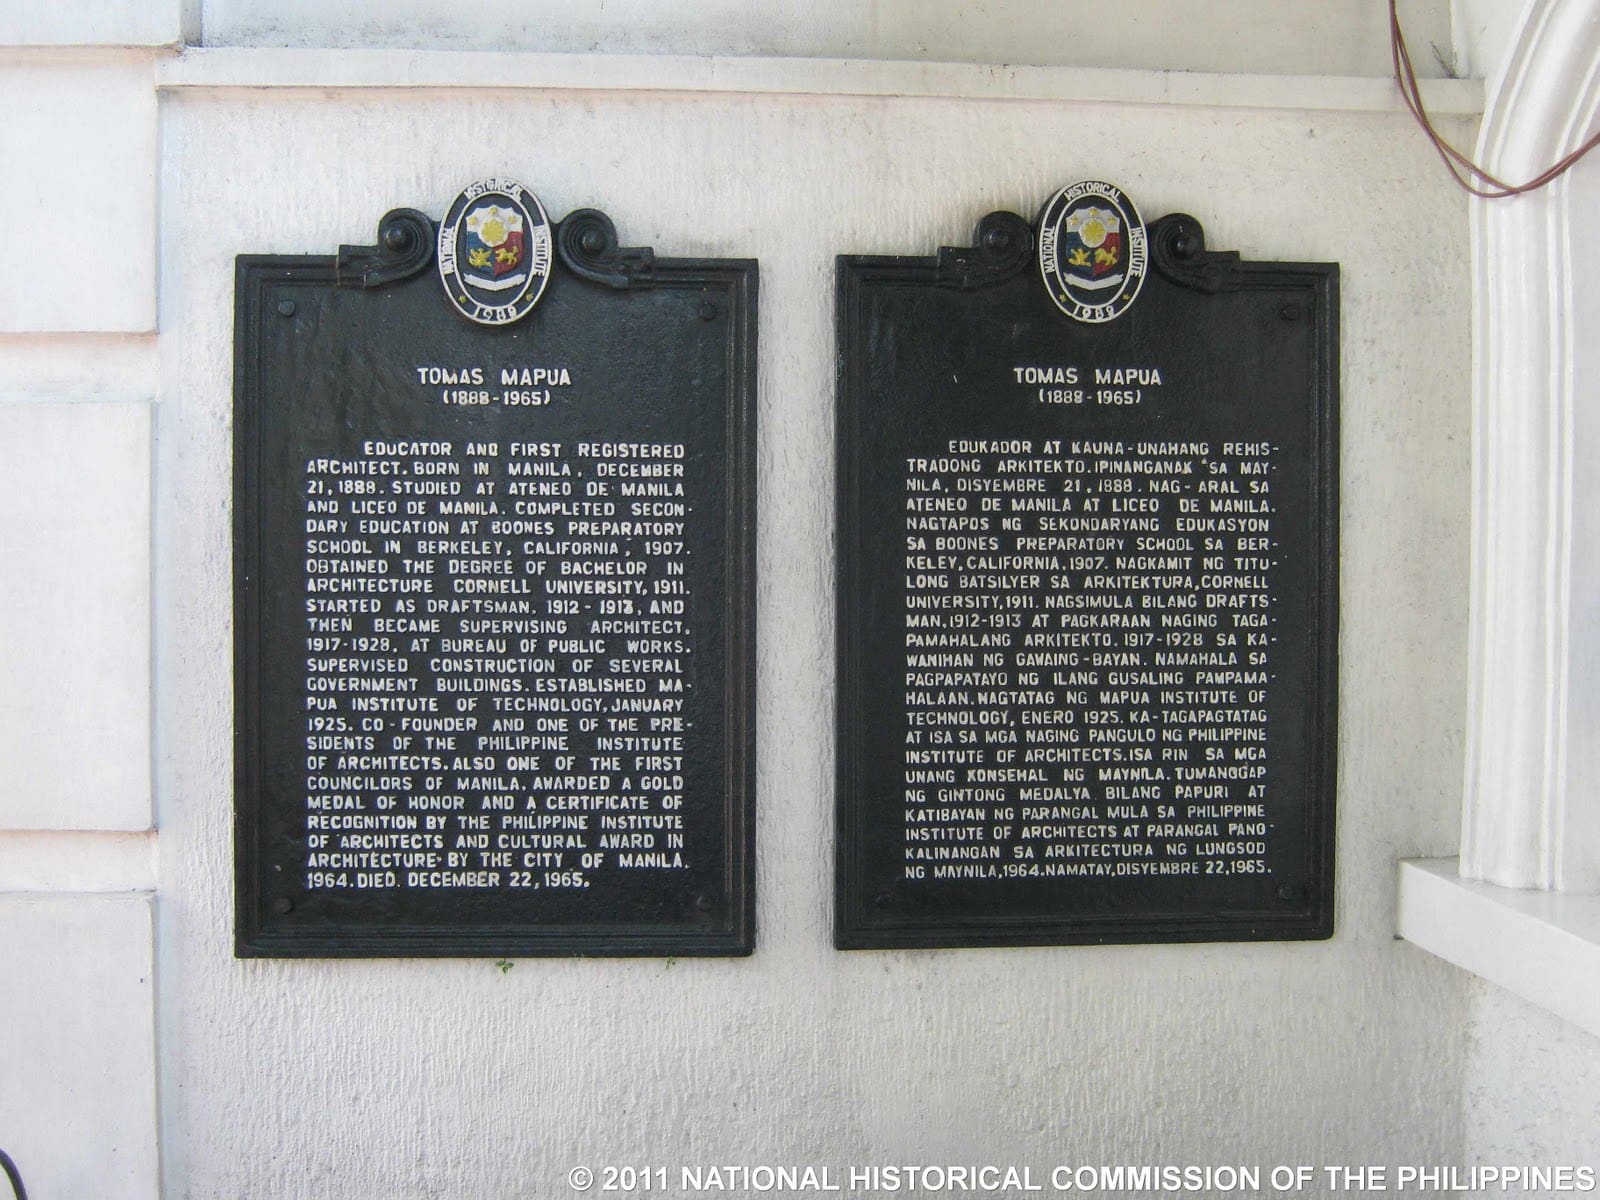 NATIONAL HISTORICAL INSTITUTE
1989
TOMAS MAPUA
(1888-1965)
EDUCATOR AND FIRST REGISTERED
ARCHITECT. BORN IN MANILA, DECEMBER
21, 1888. STUDIED AT ATENEO DE MANILA
AND LICEO DE MANILA. COMPLETED SECON-
DARY EDUCATION AT BOONES PREPARATORY
SCHOOL IN BERKELEY, CALIFORNIA, 1907.
OBTAINED THE DEGREE OF BACHELOR IN
ARCHITECTURE CORNELL UNIVERSITY, 1911.
STARTED AS DRAFTSMAN, 1912-1913, AND
THEN BECAME SUPERVISING ARCHITECT,
1917-1928, AT BUREAU OF PUBLIC WORKS.
SUPERVISED CONSTRUCTION OF SEVERAL
GOVERNMENT BUILDINGS. ESTABLISHED MA-
PUA INSTITUTE OF TECHNOLOGY, JANUARY
1925. CO-FOUNDER AND ONE OF THE PRE-
SIDENTS OF THE PHILIPPINE INSTITUTE
OF ARCHITECTS. ALSO ONE OF THE FIRST
COUNCILORS OF MANILA. AWARDED A GOLD
MEDAL OF HONOR AND A CERTIFICATE OF
RECOGNITION BY THE PHILIPPINE INSTITUTE
OF ARCHITECTS AND CULTURAL AWARD IN
ARCHITECTURE BY THE CITY OF MANILA,
1964. DIED, DECEMBER 22, 1965.
NATIONAL HISTORICAL INSTITUTE
1989
TOMAS MAPUA
(1888-1965)
EDUKADOR AT KAUNA-UNAHANG REHIS-
TRADONG ARKITEKTO. IPINANGANAK SA MAY-
NILA, DISYEMBRE 21, 1888. NAG-ARAL SA
ATENEO DE MANILA AT LICEO DE MANILA.
NAGTAPOS NG SEKONDARYANG EDUKASYON
SA BOONES PREPARATORY SCHOOL SA BER-
KELEY, CALIFORNIA, 1907. NAGKAMIT NG TITU-
LONG BATSILYER SA ARKITEKTURA, CORNELL
UNIVERSITY, 1911. NAGSIMULA BILANG DRAFTS-
MAN, 1912-1913 AT PAGKARAAN NAGING TAGA-
PAMAHALANG ARKITEKTO, 1917-1928 SA KA-
WANIHAN NG GAWAING-BAYAN. NAMAHALA SA
PAGPAPATAYO NG ILANG GUSALING PAMPAMA-
HALAAN. NAGTATAG NG MAPUA INSTITUTE OF
TECHNOLOGY, ENERO 1925. KA-TAGAPAGTATAG
AT ISA SA MGA NAGING PANGULO NG PHILIPPINE
INSTITUTE OF ARCHITECTS. ISA RIN SA MGA
UNANG KONSEHAL NG MAYNILA. TUMANGGAP
NG GINTONG MEDALYA BILANG PAPURI AT
KATIBAYAN NG PARANGAL MULA SA PHILIPPINE
INSTITUTE OF ARCHITECTS AT PARANGAL PANG-
KALINANGAN SA ARKITECTURA NG LUNGSOD
NG MAYNILA, 1964. NAMATAY, DISYEMBRE 22, 1965.
© 2011 NATIONAL HISTORICAL COMMISSION OF THE PHILIPPINES